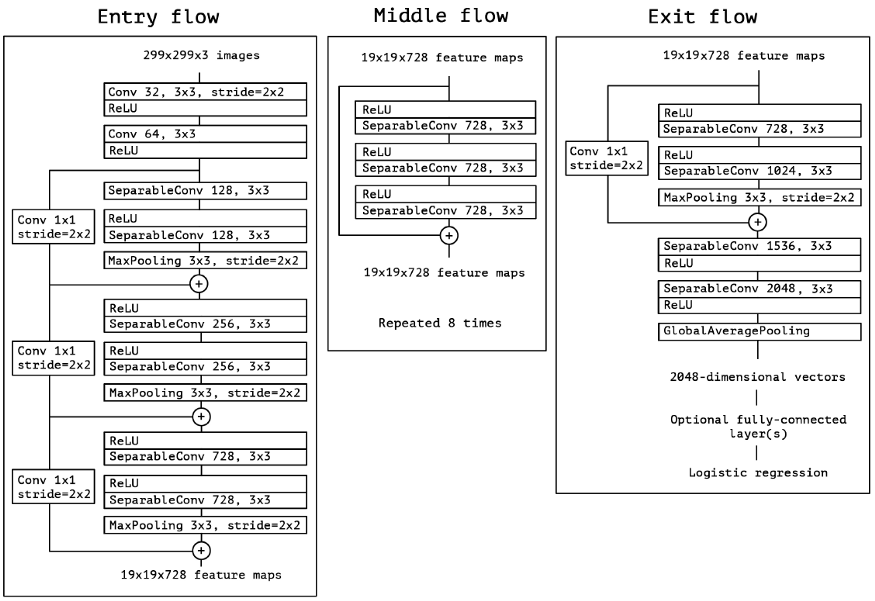 Entry flow
299x299x3 images
Conv 32, 3x3, stride=2x2
ReLU
Conv 64, 3x3
ReLU
SeparableConv 128, 3x3
Conv 1x1
stride=2x2
ReLU
SeparableConv 128, 3x3
MaxPooling 3x3, stride=2x2
+
ReLU
SeparableConv 256, 3x3
Conv 1x1
stride=2x2
ReLU
SeparableConv 256, 3x3
MaxPooling 3x3, stride=2x2
+
ReLU
SeparableConv 728, 3x3
Conv 1x1
stride=2x2
ReLU
SeparableConv 728, 3x3
MaxPooling 3x3, stride=2x2
+
19x19x728 feature maps
Middle flow
19x19x728 feature maps
ReLU
SeparableConv 728, 3x3
ReLU
SeparableConv 728, 3x3
ReLU
SeparableConv 728, 3x3
+
19x19x728 feature maps
Repeated 8 times
Exit flow
19x19x728 feature maps
ReLU
SeparableConv 728, 3x3
Conv 1x1
stride=2x2
ReLU
SeparableConv 1024, 3x3
MaxPooling 3x3, stride=2x2
+
SeparableConv 1536, 3x3
ReLU
SeparableConv 2048, 3x3
ReLU
GlobalAveragePooling
2048-dimensional vectors
Optional fully-connected
layer(s)
Logistic regression